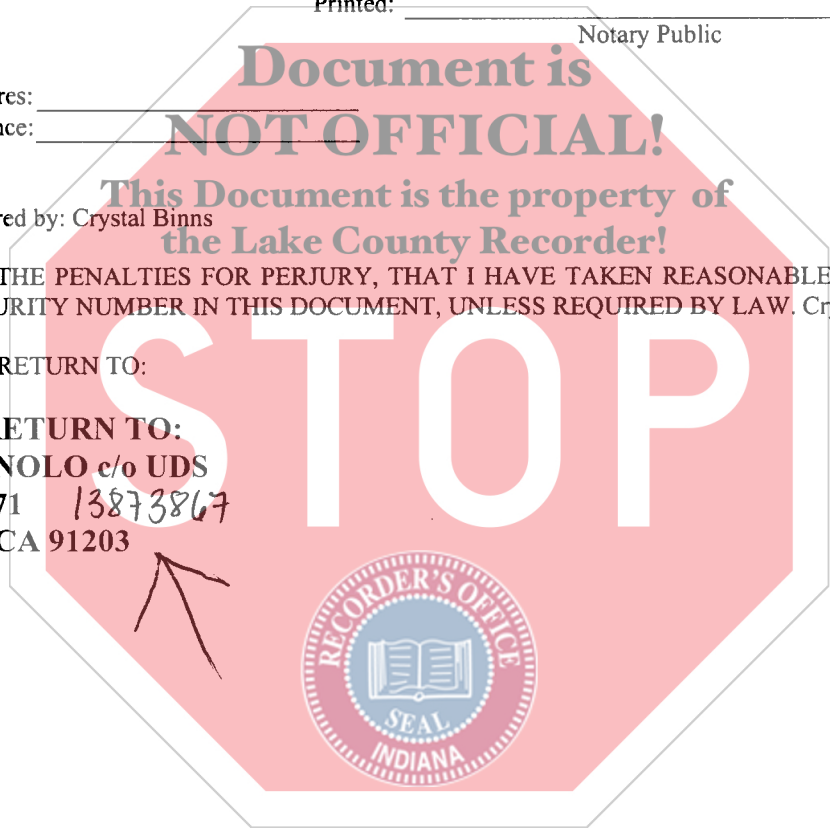 Printed:
Notary Public
Document is
NOT OFFICIAL!
This Document is the property of
the Lake County Recorder!
res:
nce:
red by: Crystal Binns
THE PENALTIES FOR PERJURY, THAT I HAVE TAKEN REASONABLE
URITY NUMBER IN THIS DOCUMENT, UNLESS REQUIRED BY LAW. Cry
RETURN TO:
ETURN TO:
NOLO c/o UDS
71 13873867
CA 91203
STOP
RECORDER'S OFFICE
SEAL
INDIANA